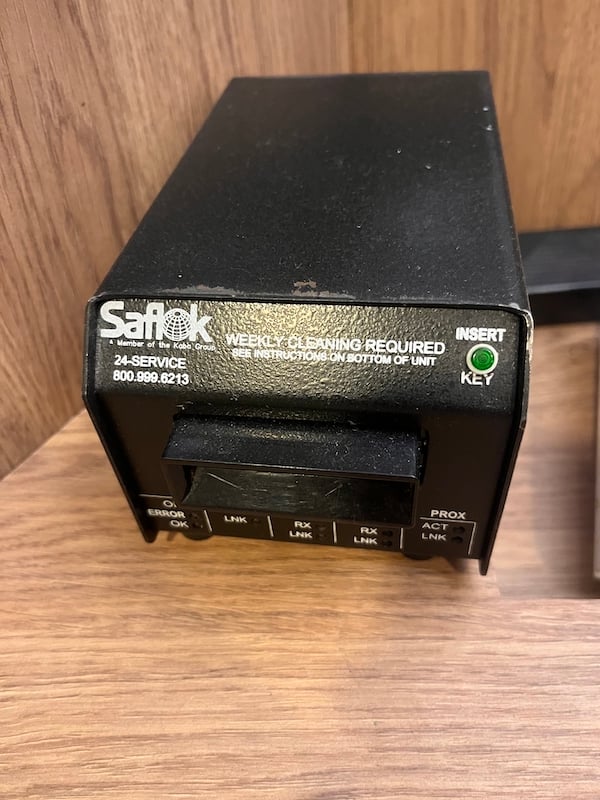 Saflok
A Member of the Kaba Group
24-SERVICE
800.999.6213
WEEKLY CLEANING REQUIRED
SEE INSTRUCTIONS ON BOTTOM OF UNIT
INSERT
KEY
ERROR
OK
LNK
RX
LNK
RX
LNK
PROX
ACT
LNK